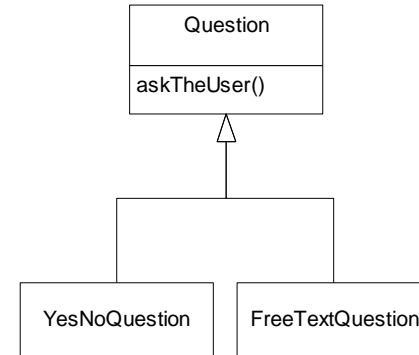 Question
askTheUser()
YesNoQuestion
FreeTextQuestion